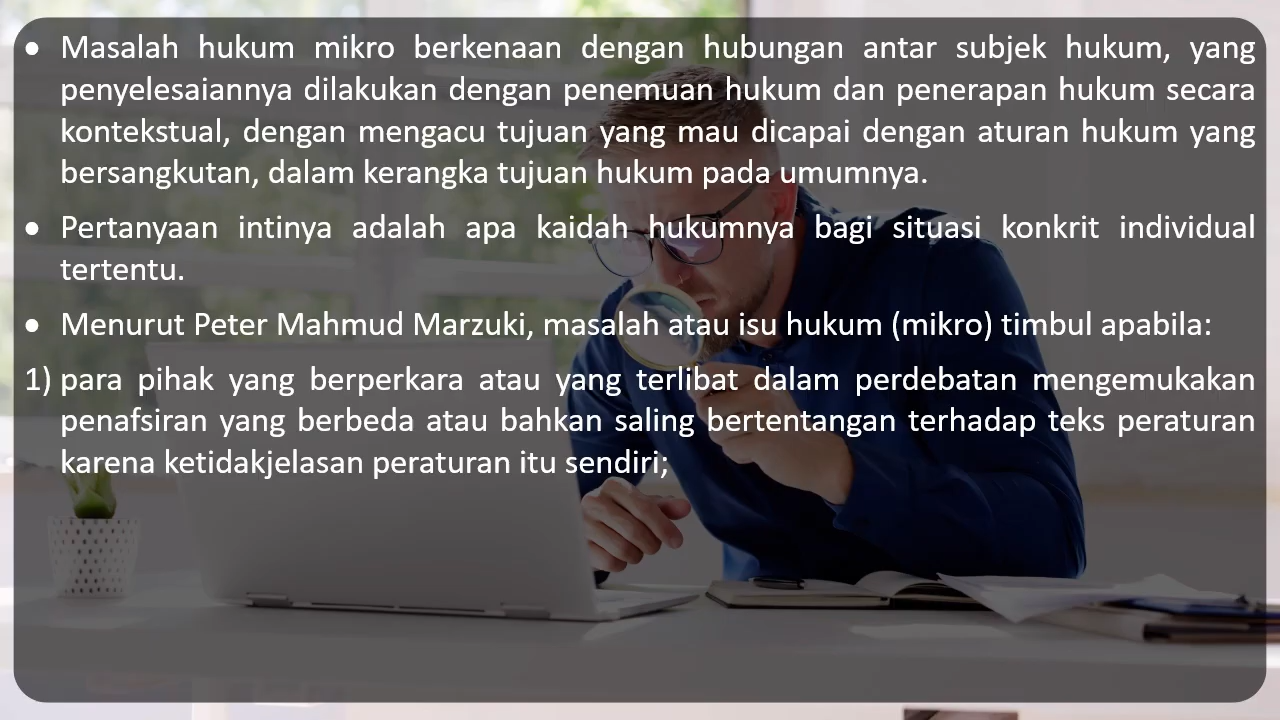 • Masalah hukum mikro berkenaan dengan hubungan antar subjek hukum, yang
penyelesaiannya dilakukan dengan penemuan hukum dan penerapan hukum secara
kontekstual, dengan mengacu tujuan yang mau dicapai dengan aturan hukum yang
bersangkutan, dalam kerangka tujuan hukum pada umumnya.
• Pertanyaan intinya adalah apa kaidah hukumnya bagi situasi konkrit individual
tertentu.
• Menurut Peter Mahmud Marzuki, masalah atau isu hukum (mikro) timbul apabila:
1) para pihak yang berperkara atau yang terlibat dalam perdebatan mengemukakan
penafsiran yang berbeda atau bahkan saling bertentangan terhadap teks peraturan
karena ketidakjelasan peraturan itu sendiri;